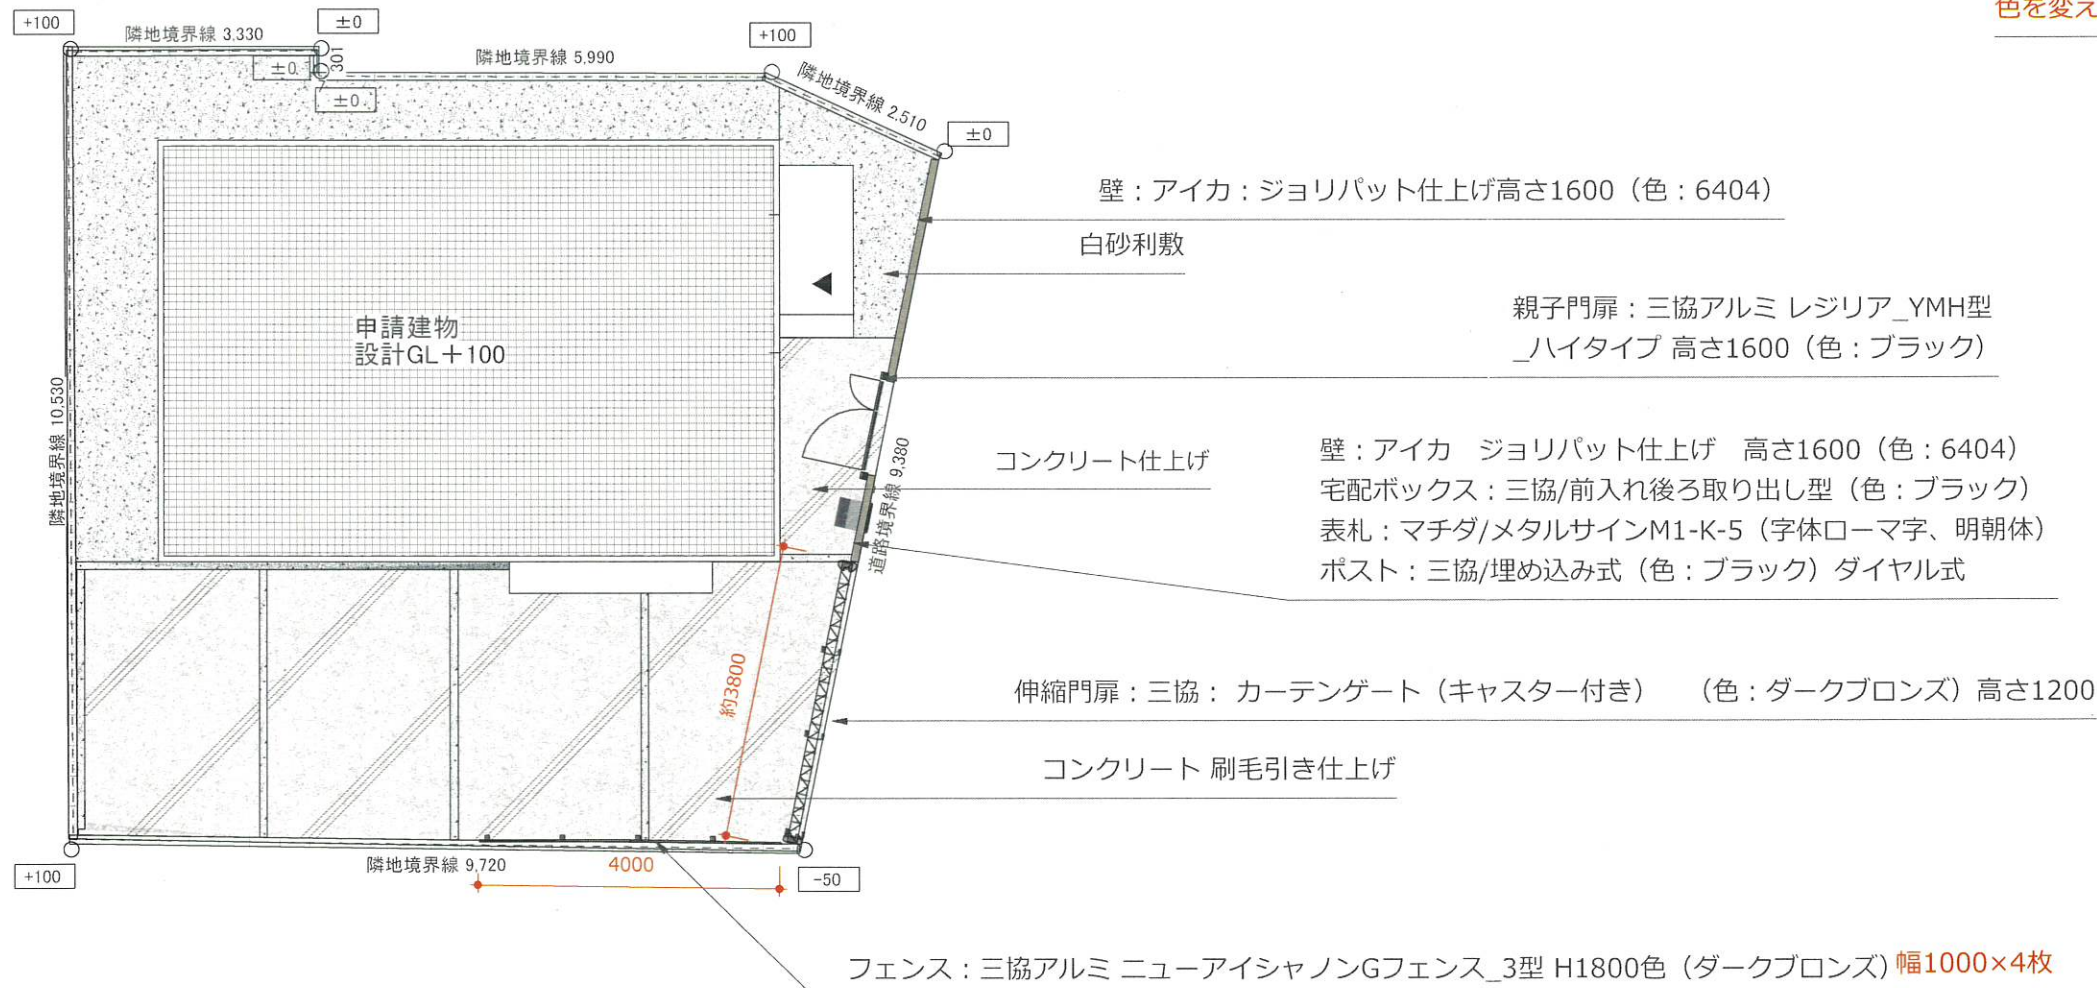 色を変え
+100
隣地境界線 3,330
±0
±0
301
±0
隣地境界線 5,990
+100
隣地境界線 2,510
±0
壁：アイカ：ジョリパット仕上げ高さ1600（色：6404）
白砂利敷
親子門扉：三協アルミ レジリア_YMH型
_ハイタイプ 高さ1600（色：ブラック）
申請建物
設計GL＋100
隣地境界線 10,530
コンクリート仕上げ
道路境界線 9,380
壁：アイカ　ジョリパット仕上げ　高さ1600（色：6404）
宅配ボックス：三協/前入れ後ろ取り出し型（色：ブラック）
表札：マチダ/メタルサインM1-K-5（字体ローマ字、明朝体）
ポスト：三協/埋め込み式（色：ブラック）ダイヤル式
約3800
伸縮門扉：三協： カーテンゲート（キャスター付き）　（色：ダークブロンズ）高さ1200
コンクリート 刷毛引き仕上げ
+100
隣地境界線 9,720
4000
-50
フェンス：三協アルミ ニューアイシャノンGフェンス_3型 H1800色（ダークブロンズ）幅1000×4枚